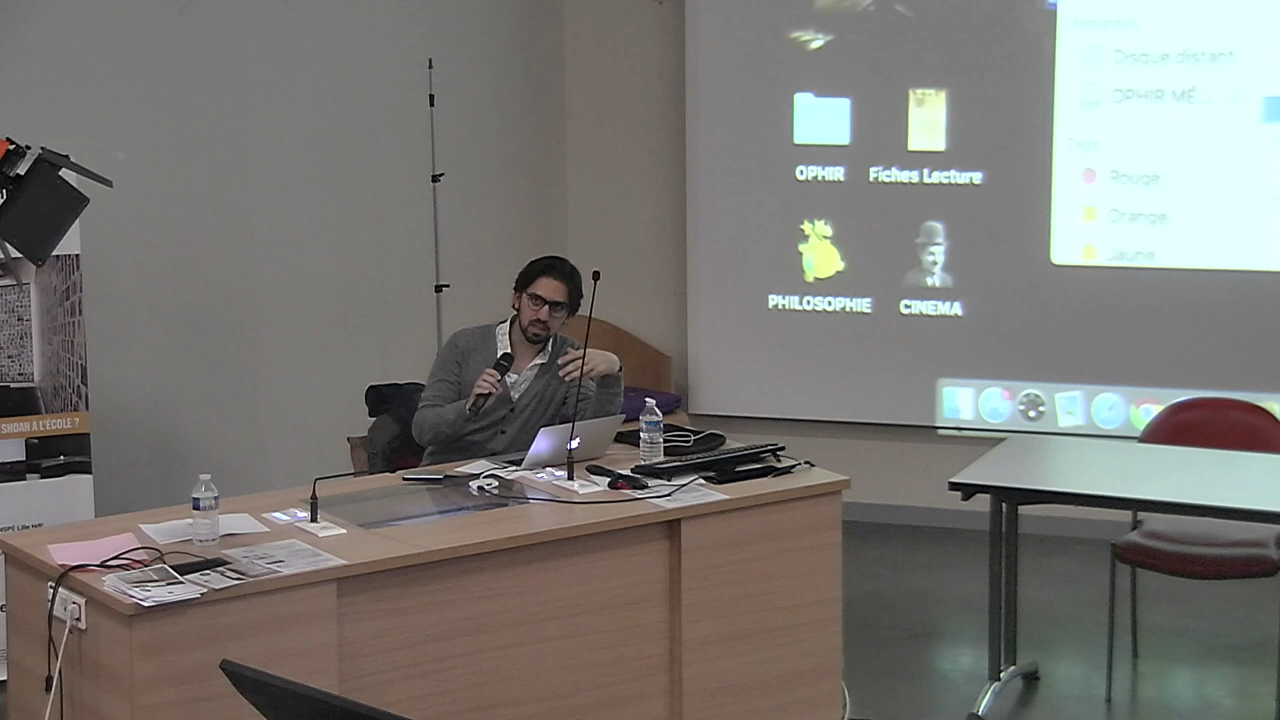 Disque distant
OPHIR MÉ...
OPHIR
Fiches Lecture
Rouge
Orange
Jaune
PHILOSOPHIE
CINEMA
SHOAH À L'ÉCOLE ?